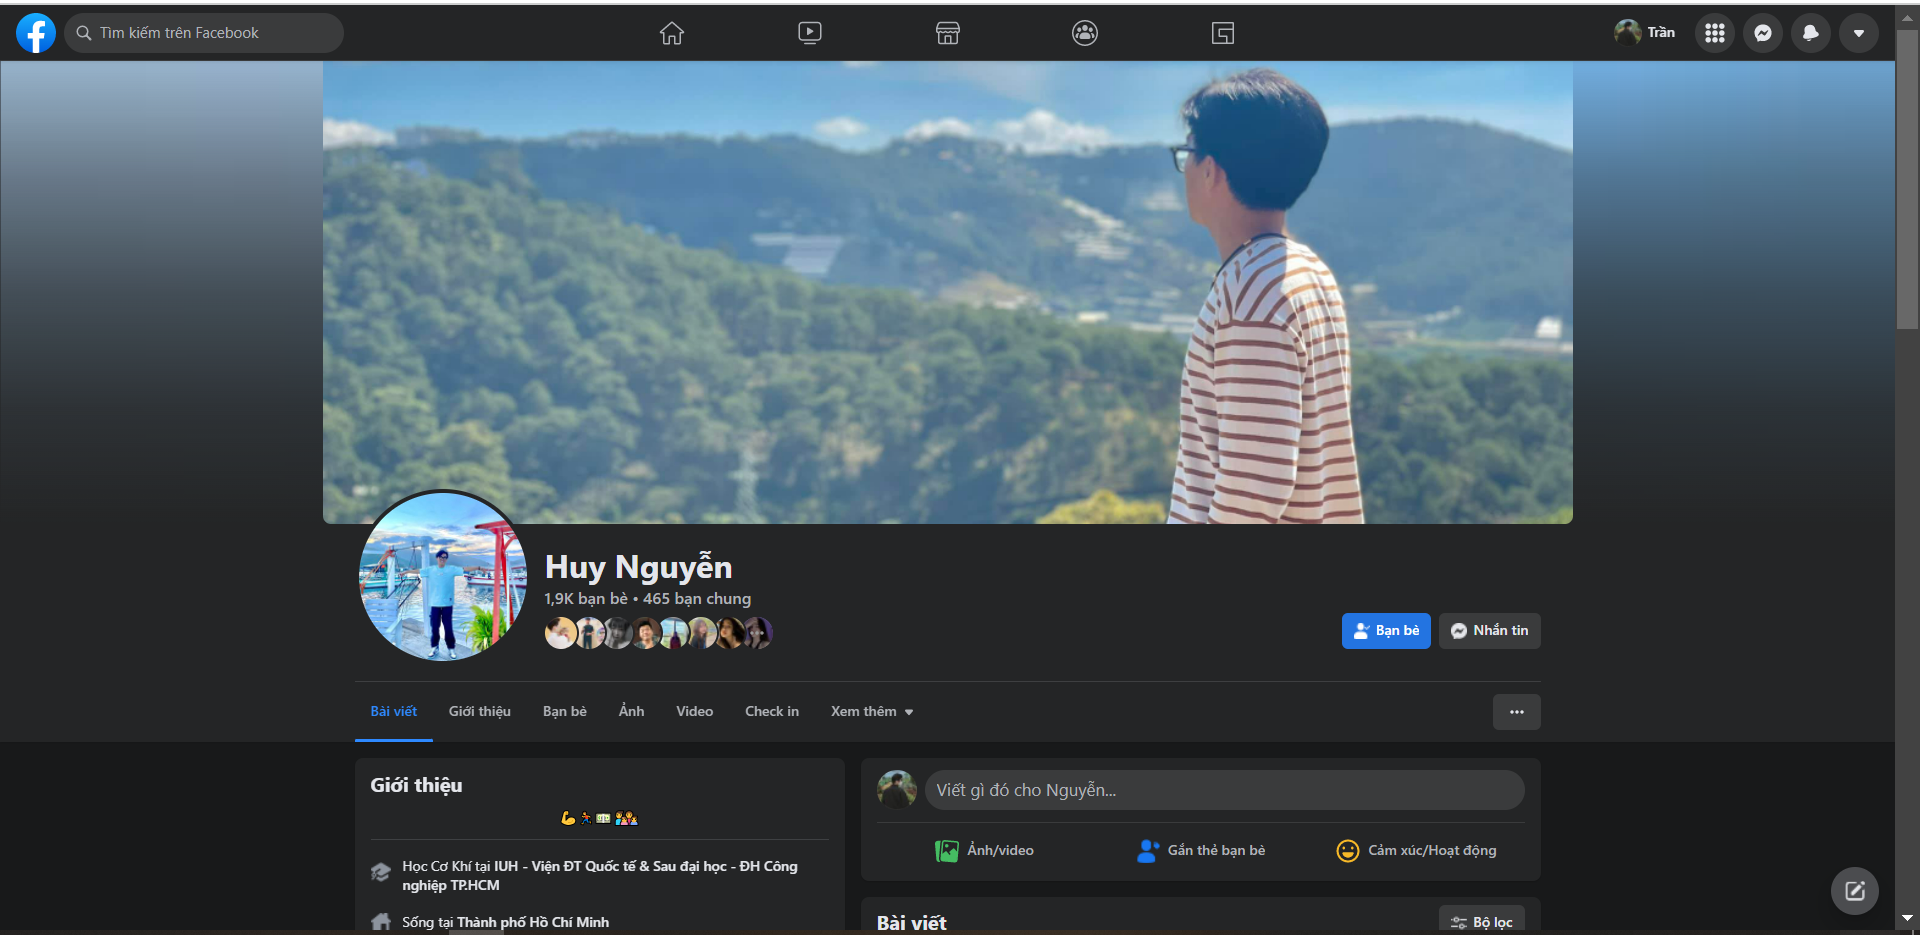 Tìm kiếm trên Facebook
Trần
Huy Nguyễn
1,9K bạn bè • 465 bạn chung
Bạn bè
Nhắn tin
Bài viết
Giới thiệu
Bạn bè
Ảnh
Video
Check in
Xem thêm
Giới thiệu
Học Cơ Khí tại IUH - Viện ĐT Quốc tế & Sau đại học - ĐH Công
nghiệp TP.HCM
Sống tại Thành phố Hồ Chí Minh
Viết gì đó cho Nguyễn...
Ảnh/video
Gắn thẻ bạn bè
Cảm xúc/Hoạt động
Bài viết
Bộ lọc